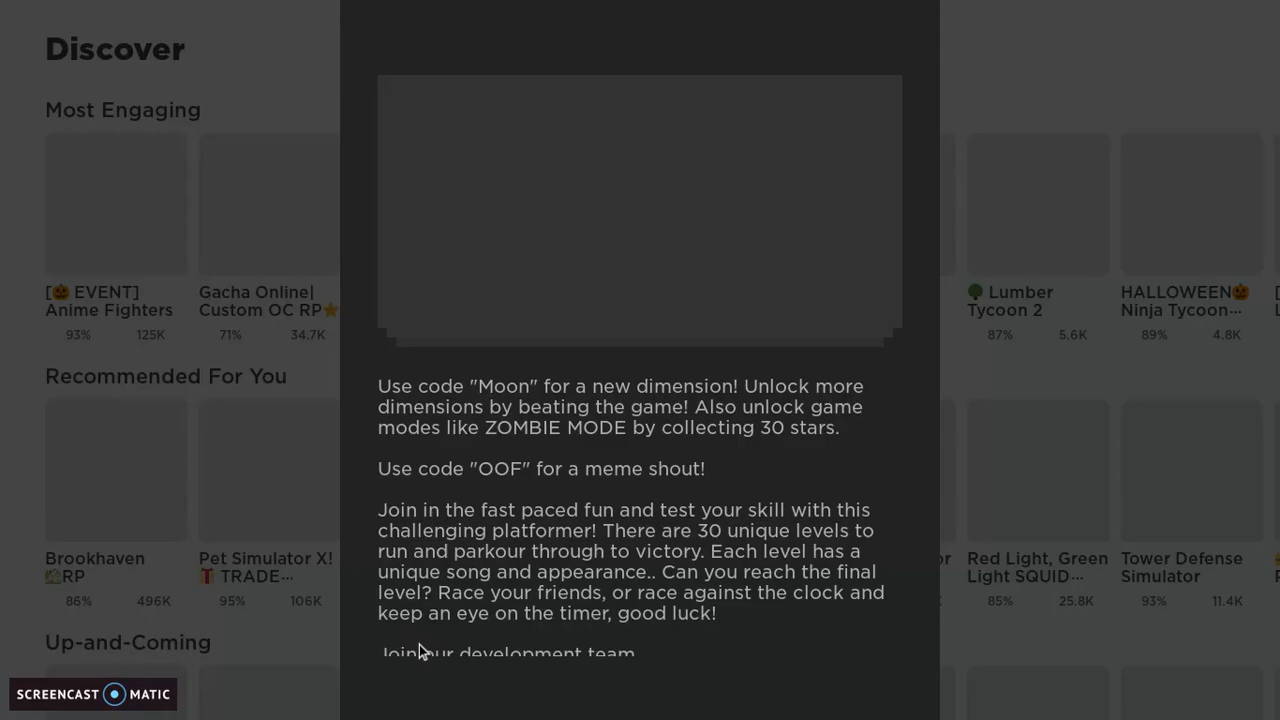 Discover
Most Engaging
[🎃 EVENT]
Anime Fighters
93% 125K
Gacha Online|
Custom OC RP⭐
71% 34.7K
🌳 Lumber
Tycoon 2
87% 5.6K
HALLOWEEN🎃
Ninja Tycoon...
89% 4.8K
Recommended For You
Brookhaven
🏡RP
86% 496K
Pet Simulator X!
🎁 TRADE...
95% 106K
Red Light, Green
Light SQUID...
85% 25.8K
Tower Defense
Simulator
93% 11.4K
Up-and-Coming
Use code "Moon" for a new dimension! Unlock more
dimensions by beating the game! Also unlock game
modes like ZOMBIE MODE by collecting 30 stars.
Use code "OOF" for a meme shout!
Join in the fast paced fun and test your skill with this
challenging platformer! There are 30 unique levels to
run and parkour through to victory. Each level has a
unique song and appearance.. Can you reach the final
level? Race your friends, or race against the clock and
keep an eye on the timer, good luck!
Join our development team
SCREENCAST MATIC